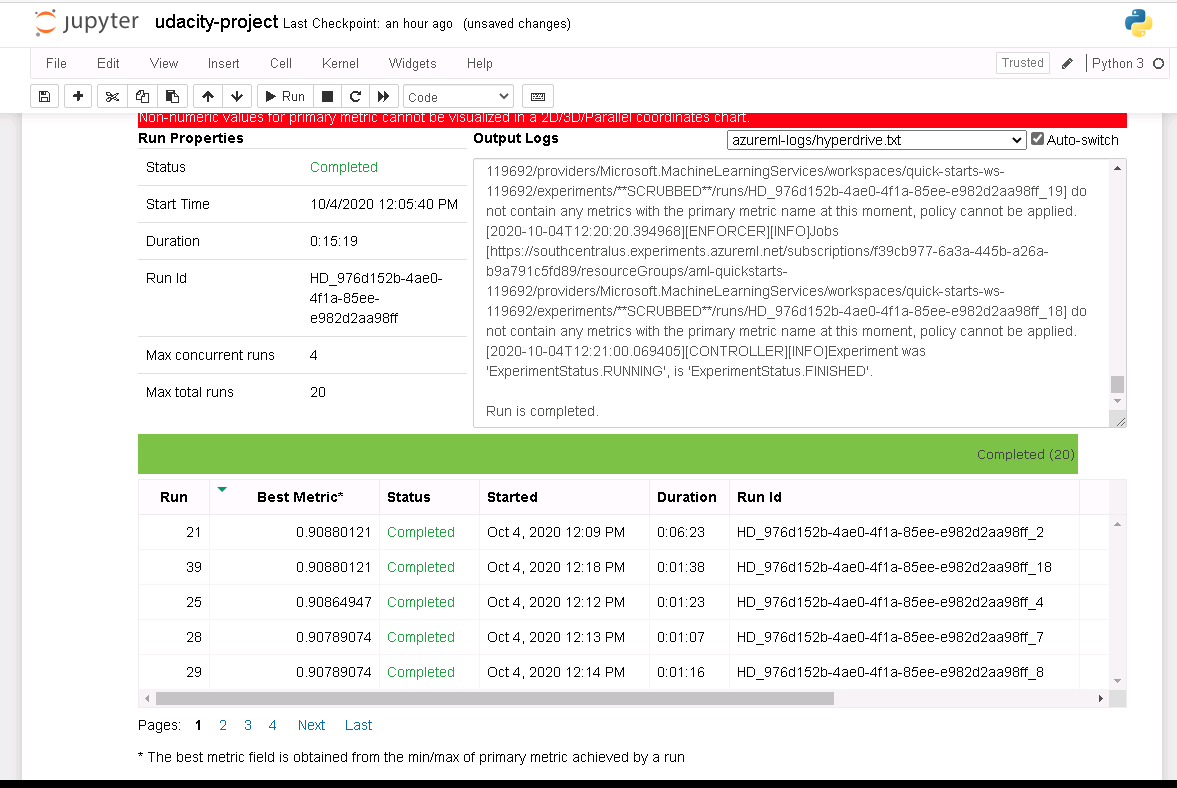 jupyter udacity-project Last Checkpoint: an hour ago (unsaved changes)
File Edit View Insert Cell Kernel Widgets Help Trusted Python 3
Run Code
Non-numeric values for primary metric cannot be visualized in a 2D/3D/Parallel coordinates chart.
Run Properties
Status Completed
Start Time 10/4/2020 12:05:40 PM
Duration 0:15:19
Run Id HD_976d152b-4ae0-
4f1a-85ee-
e982d2aa98ff
Max concurrent runs 4
Max total runs 20
Output Logs azureml-logs/hyperdrive.txt Auto-switch
119692/providers/Microsoft.MachineLearningServices/workspaces/quick-starts-ws-
119692/experiments/**SCRUBBED**/runs/HD_976d152b-4ae0-4f1a-85ee-e982d2aa98ff_19] do
not contain any metrics with the primary metric name at this moment, policy cannot be applied.
[2020-10-04T12:20:20.394968][ENFORCER][INFO]Jobs
[https://southcentralus.experiments.azureml.net/subscriptions/f39cb977-6a3a-445b-a26a-
b9a791c5fd89/resourceGroups/aml-quickstarts-
119692/providers/Microsoft.MachineLearningServices/workspaces/quick-starts-ws-
119692/experiments/**SCRUBBED**/runs/HD_976d152b-4ae0-4f1a-85ee-e982d2aa98ff_18] do
not contain any metrics with the primary metric name at this moment, policy cannot be applied.
[2020-10-04T12:21:00.069405][CONTROLLER][INFO]Experiment was
'ExperimentStatus.RUNNING', is 'ExperimentStatus.FINISHED'.
Run is completed.
Completed (20)
Run Best Metric* Status Started Duration Run Id
21 0.90880121 Completed Oct 4, 2020 12:09 PM 0:06:23 HD_976d152b-4ae0-4f1a-85ee-e982d2aa98ff_2
39 0.90880121 Completed Oct 4, 2020 12:18 PM 0:01:38 HD_976d152b-4ae0-4f1a-85ee-e982d2aa98ff_18
25 0.90864947 Completed Oct 4, 2020 12:12 PM 0:01:23 HD_976d152b-4ae0-4f1a-85ee-e982d2aa98ff_4
28 0.90789074 Completed Oct 4, 2020 12:13 PM 0:01:07 HD_976d152b-4ae0-4f1a-85ee-e982d2aa98ff_7
29 0.90789074 Completed Oct 4, 2020 12:14 PM 0:01:16 HD_976d152b-4ae0-4f1a-85ee-e982d2aa98ff_8
Pages: 1 2 3 4 Next Last
* The best metric field is obtained from the min/max of primary metric achieved by a run